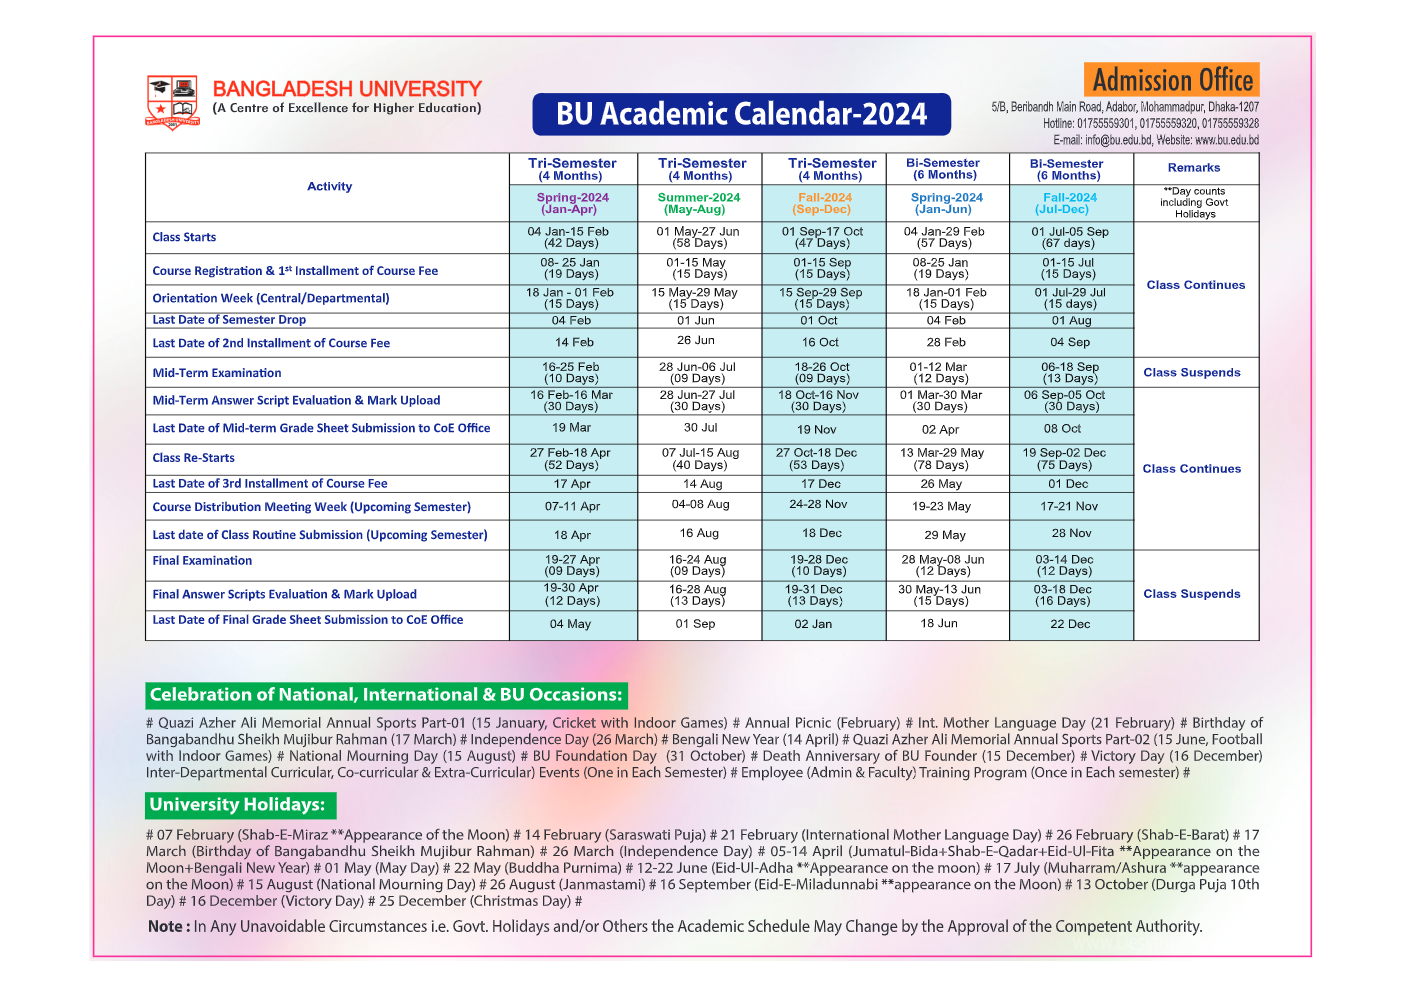 BANGLADESH UNIVERSITY
(A Centre of Excellence for Higher Education)
BANGLADESH UNIVERSITY
BU Academic Calendar-2024
Admission Office
5/B, Beribandh Main Road, Adabor, Mohammadpur, Dhaka-1207
Hotline: 01755559301, 01755559320, 01755559328
E-mail: info@bu.edu.bd, Website: www.bu.edu.bd
Activity Tri-Semester (4 Months) Tri-Semester (4 Months) Tri-Semester (4 Months) Bi-Semester (6 Months) Bi-Semester (6 Months) Remarks
Spring-2024 (Jan-Apr) Summer-2024 (May-Aug) Fall-2024 (Sep-Dec) Spring-2024 (Jan-Jun) Fall-2024 (Jul-Dec) **Day counts including Govt Holidays
Class Starts 04 Jan-15 Feb (42 Days) 01 May-27 Jun (58 Days) 01 Sep-17 Oct (47 Days) 04 Jan-29 Feb (57 Days) 01 Jul-05 Sep (67 days)
Course Registration & 1st Installment of Course Fee 08- 25 Jan (19 Days) 01-15 May (15 Days) 01-15 Sep (15 Days) 08-25 Jan (19 Days) 01-15 Jul (15 Days)
Class Continues
Orientation Week (Central/Departmental) 18 Jan - 01 Feb (15 Days) 15 May-29 May (15 Days) 15 Sep-29 Sep (15 Days) 18 Jan-01 Feb (15 Days) 01 Jul-29 Jul (15 days)
Last Date of Semester Drop 04 Feb 01 Jun 01 Oct 04 Feb 01 Aug
Last Date of 2nd Installment of Course Fee 14 Feb 26 Jun 16 Oct 28 Feb 04 Sep
Mid-Term Examination 16-25 Feb (10 Days) 28 Jun-06 Jul (09 Days) 18-26 Oct (09 Days) 01-12 Mar (12 Days) 06-18 Sep (13 Days) Class Suspends
Mid-Term Answer Script Evaluation & Mark Upload 16 Feb-16 Mar (30 Days) 28 Jun-27 Jul (30 Days) 18 Oct-16 Nov (30 Days) 01 Mar-30 Mar (30 Days) 06 Sep-05 Oct (30 Days)
Last Date of Mid-term Grade Sheet Submission to CoE Office 19 Mar 30 Jul 19 Nov 02 Apr 08 Oct
Class Re-Starts 27 Feb-18 Apr (52 Days) 07 Jul-15 Aug (40 Days) 27 Oct-18 Dec (53 Days) 13 Mar-29 May (78 Days) 19 Sep-02 Dec (75 Days)
Class Continues
Last Date of 3rd Installment of Course Fee 17 Apr 14 Aug 17 Dec 26 May 01 Dec
Course Distribution Meeting Week (Upcoming Semester) 07-11 Apr 04-08 Aug 24-28 Nov 19-23 May 17-21 Nov
Last date of Class Routine Submission (Upcoming Semester) 18 Apr 16 Aug 18 Dec 29 May 28 Nov
Final Examination 19-27 Apr (09 Days) 16-24 Aug (09 Days) 19-28 Dec (10 Days) 28 May-08 Jun (12 Days) 03-14 Dec (12 Days)
Final Answer Scripts Evaluation & Mark Upload 19-30 Apr (12 Days) 16-28 Aug (13 Days) 19-31 Dec (13 Days) 30 May-13 Jun (15 Days) 03-18 Dec (16 Days) Class Suspends
Last Date of Final Grade Sheet Submission to CoE Office 04 May 01 Sep 02 Jan 18 Jun 22 Dec
Celebration of National, International & BU Occasions:
# Quazi Azher Ali Memorial Annual Sports Part-01 (15 January, Cricket with Indoor Games) # Annual Picnic (February) # Int. Mother Language Day (21 February) # Birthday of
Bangabandhu Sheikh Mujibur Rahman (17 March) # Independence Day (26 March) # Bengali New Year (14 April) # Quazi Azher Ali Memorial Annual Sports Part-02 (15 June, Football
with Indoor Games) # National Mourning Day (15 August) # BU Foundation Day (31 October) # Death Anniversary of BU Founder (15 December) # Victory Day (16 December)
Inter-Departmental Curricular, Co-curricular & Extra-Curricular) Events (One in Each Semester) # Employee (Admin & Faculty) Training Program (Once in Each semester) #
University Holidays:
# 07 February (Shab-E-Miraz **Appearance of the Moon) # 14 February (Saraswati Puja) # 21 February (International Mother Language Day) # 26 February (Shab-E-Barat) # 17
March (Birthday of Bangabandhu Sheikh Mujibur Rahman) # 26 March (Independence Day) # 05-14 April (Jumatul-Bida+Shab-E-Qadar+Eid-Ul-Fita **Appearance on the
Moon+Bengali New Year) # 01 May (May Day) # 22 May (Buddha Purnima) # 12-22 June (Eid-Ul-Adha **Appearance on the moon) # 17 July (Muharram/Ashura **appearance
on the Moon) # 15 August (National Mourning Day) # 26 August (Janmastami) # 16 September (Eid-E-Miladunnabi **appearance on the Moon) # 13 October (Durga Puja 10th
Day) # 16 December (Victory Day) # 25 December (Christmas Day) #
Note : In Any Unavoidable Circumstances i.e. Govt. Holidays and/or Others the Academic Schedule May Change by the Approval of the Competent Authority.